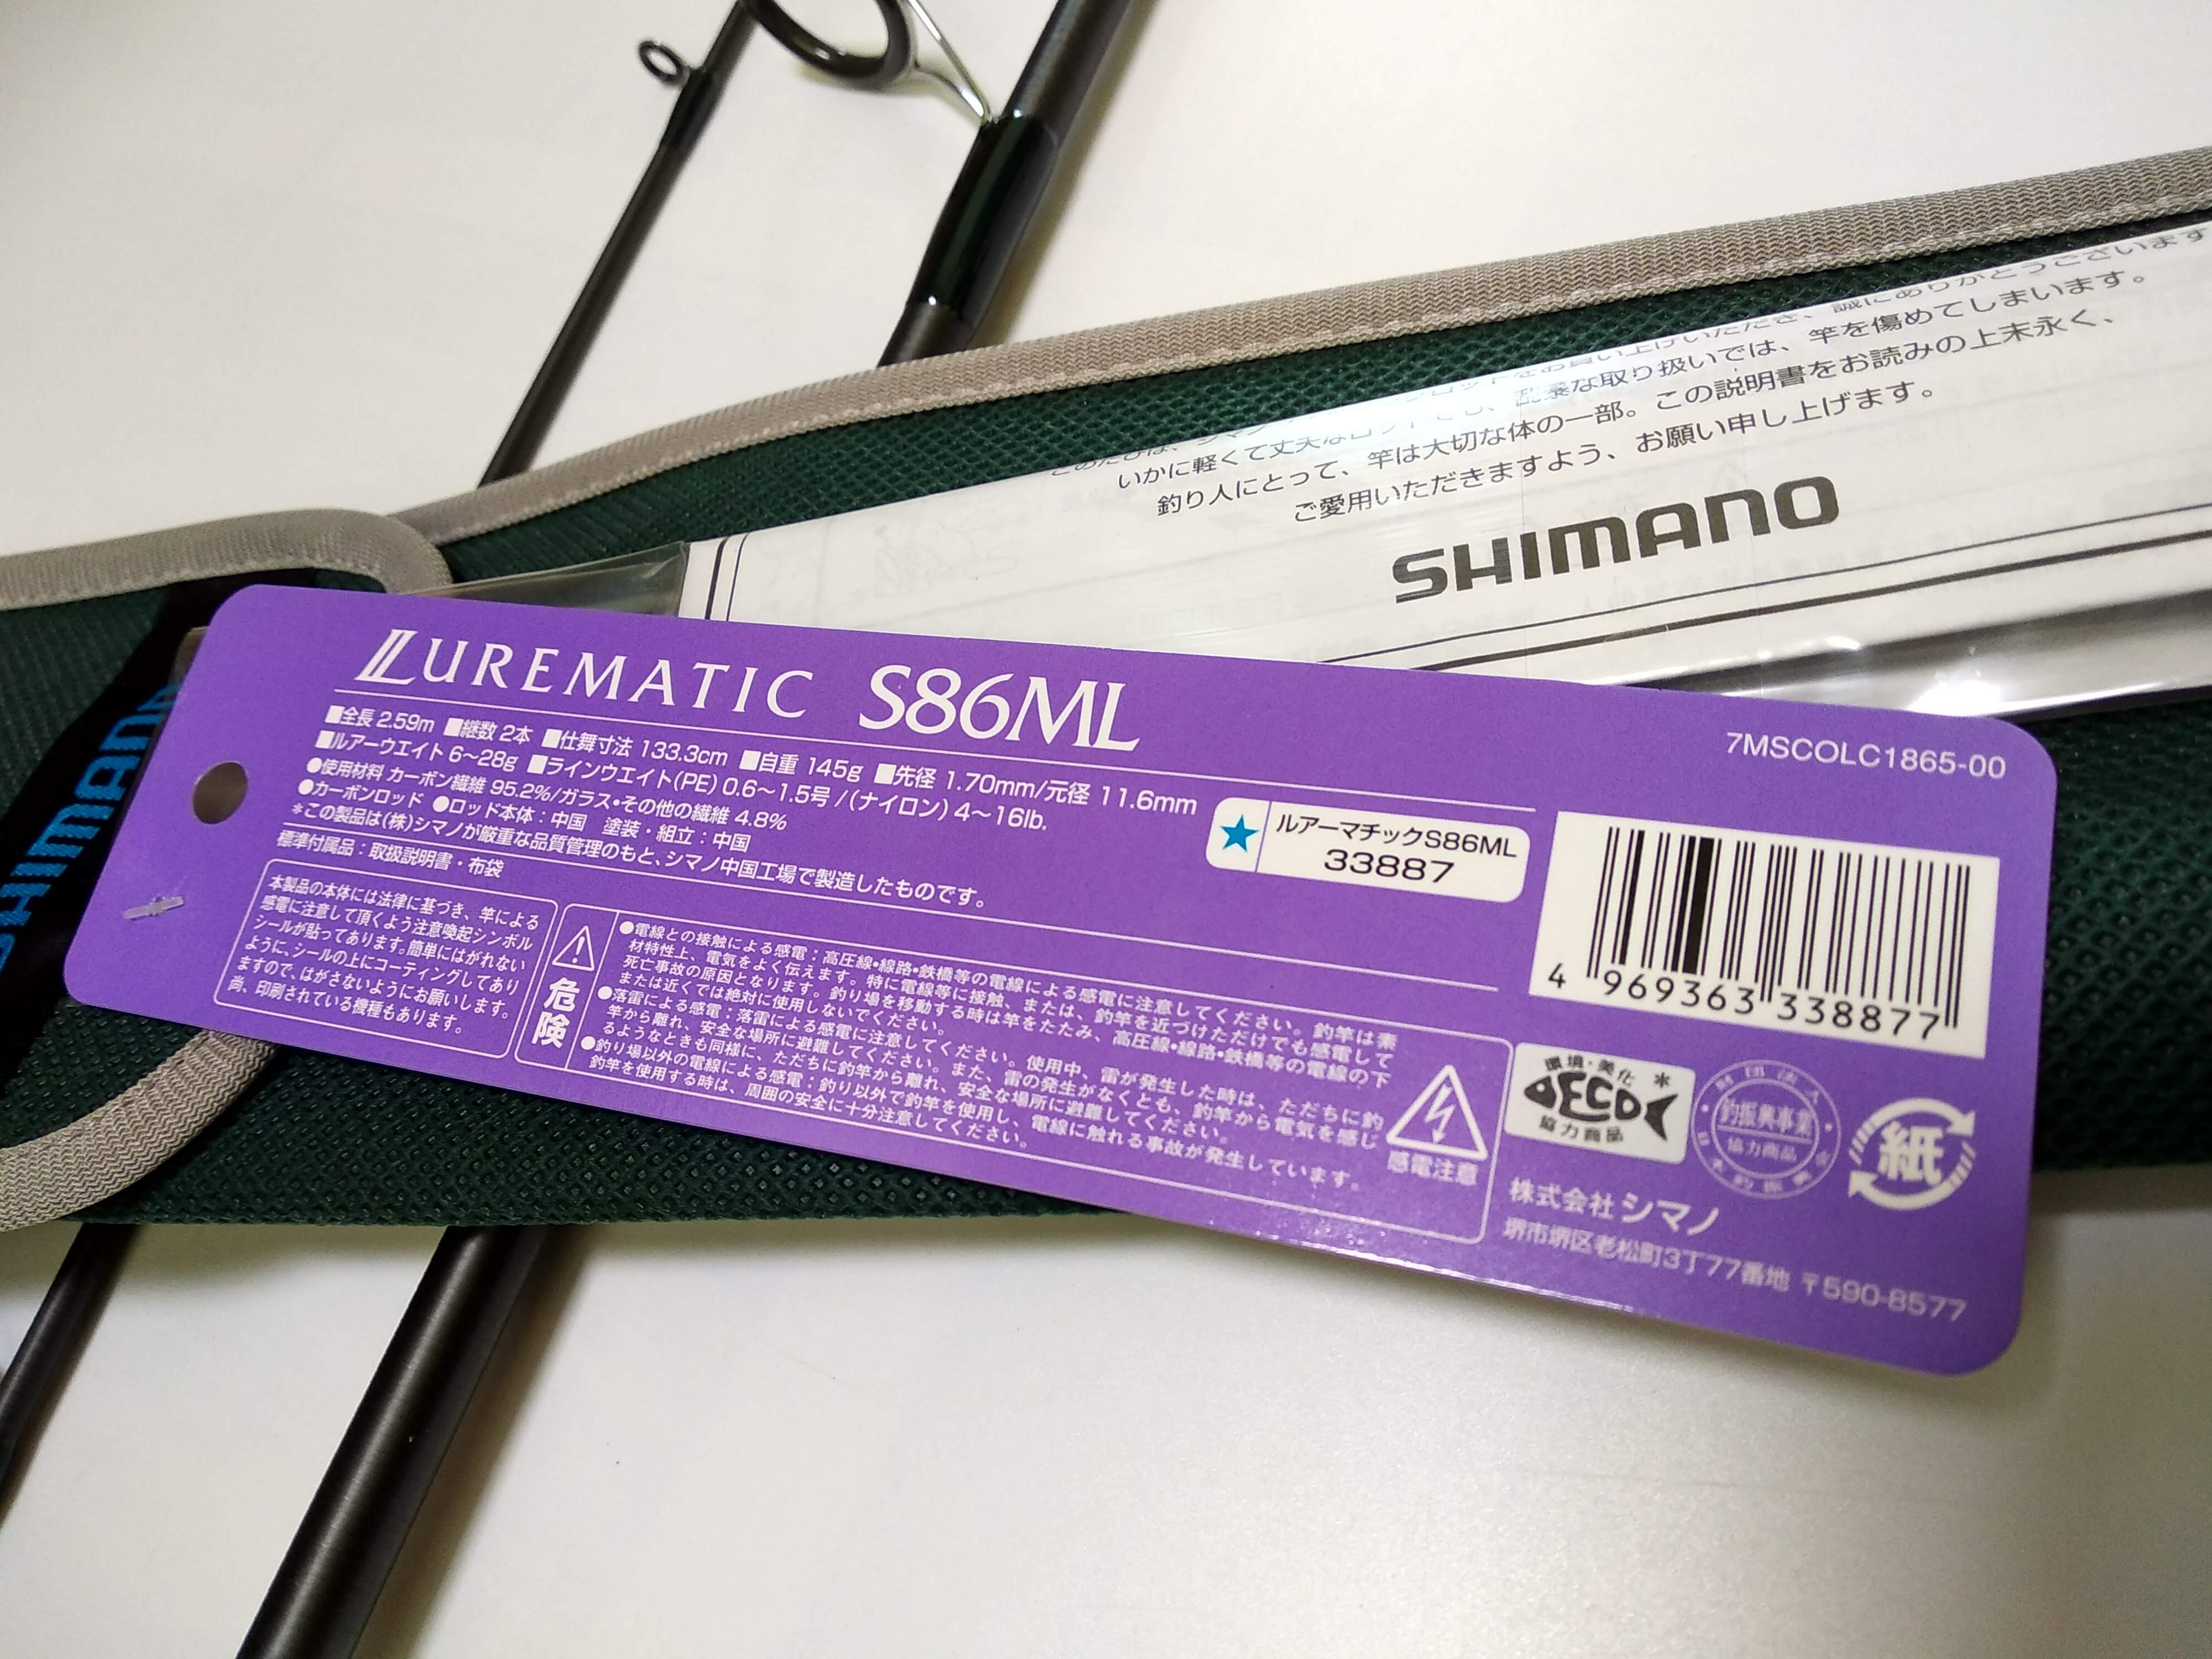 誠にありがとうございます
いかに軽くて丈夫なロッドでも、乱暴な取り扱いでは、竿を傷めてしまいます。
釣り人にとって、竿は大切な体の一部。この説明書をお読みの上末永く、
ご愛用いただきますよう、お願い申し上げます。
SHIMANO
SHIMANO
LUREMATIC S86ML
7MSCOLC1865-00
■全長 2.59m ■継数 2本 ■仕舞寸法 133.3cm ■自重 145g ■先径 1.70mm/元径 11.6mm
■ルアーウエイト 6～28g ■ラインウエイト(PE) 0.6～1.5号 /(ナイロン) 4～16lb.
●使用材料 カーボン繊維 95.2%/ガラス・その他の繊維 4.8%
●カーボンロッド ●ロッド本体：中国 塗装・組立：中国
＊この製品は(株)シマノが厳重な品質管理のもと、シマノ中国工場で製造したものです。
標準付属品：取扱説明書・布袋
★ ルアーマチックS86ML
33887
4 969363 338877
本製品の本体には法律に基づき、竿による
感電に注意して頂くよう注意喚起シンボル
シールが貼ってあります。簡単にはがれない
ように、シールの上にコーティングしてあり
ますので、はがさないようにお願いします。
尚、印刷されている機種もあります。
危険
●電線との接触による感電：高圧線・線路・鉄橋等の電線による感電に注意してください。釣竿は素
材特性上、電気をよく伝えます。特に電線等に接触、または、釣竿を近づけただけでも感電して
死亡事故の原因となります。釣り場を移動する時は竿をたたみ、高圧線・線路・鉄橋等の電線の下
または近くでは絶対に使用しないでください。
●落雷による感電：落雷による感電に注意してください。使用中、雷が発生した時は、ただちに釣
竿から離れ、安全な場所に避難してください。また、雷の発生がなくとも、釣竿から電気を感じ
るようなときも同様に、ただちに釣竿から離れ、安全な場所に避難してください。
●釣り場以外の電線による感電：釣り以外で釣竿を使用し、電線に触れる事故が発生しています。
釣竿を使用する時は、周囲の安全に十分注意してください。
感電注意
環境・美化
ECO
協力商品
釣振興事業
協力商品
紙
株式会社 シマノ
堺市堺区老松町3丁77番地 〒590-8577